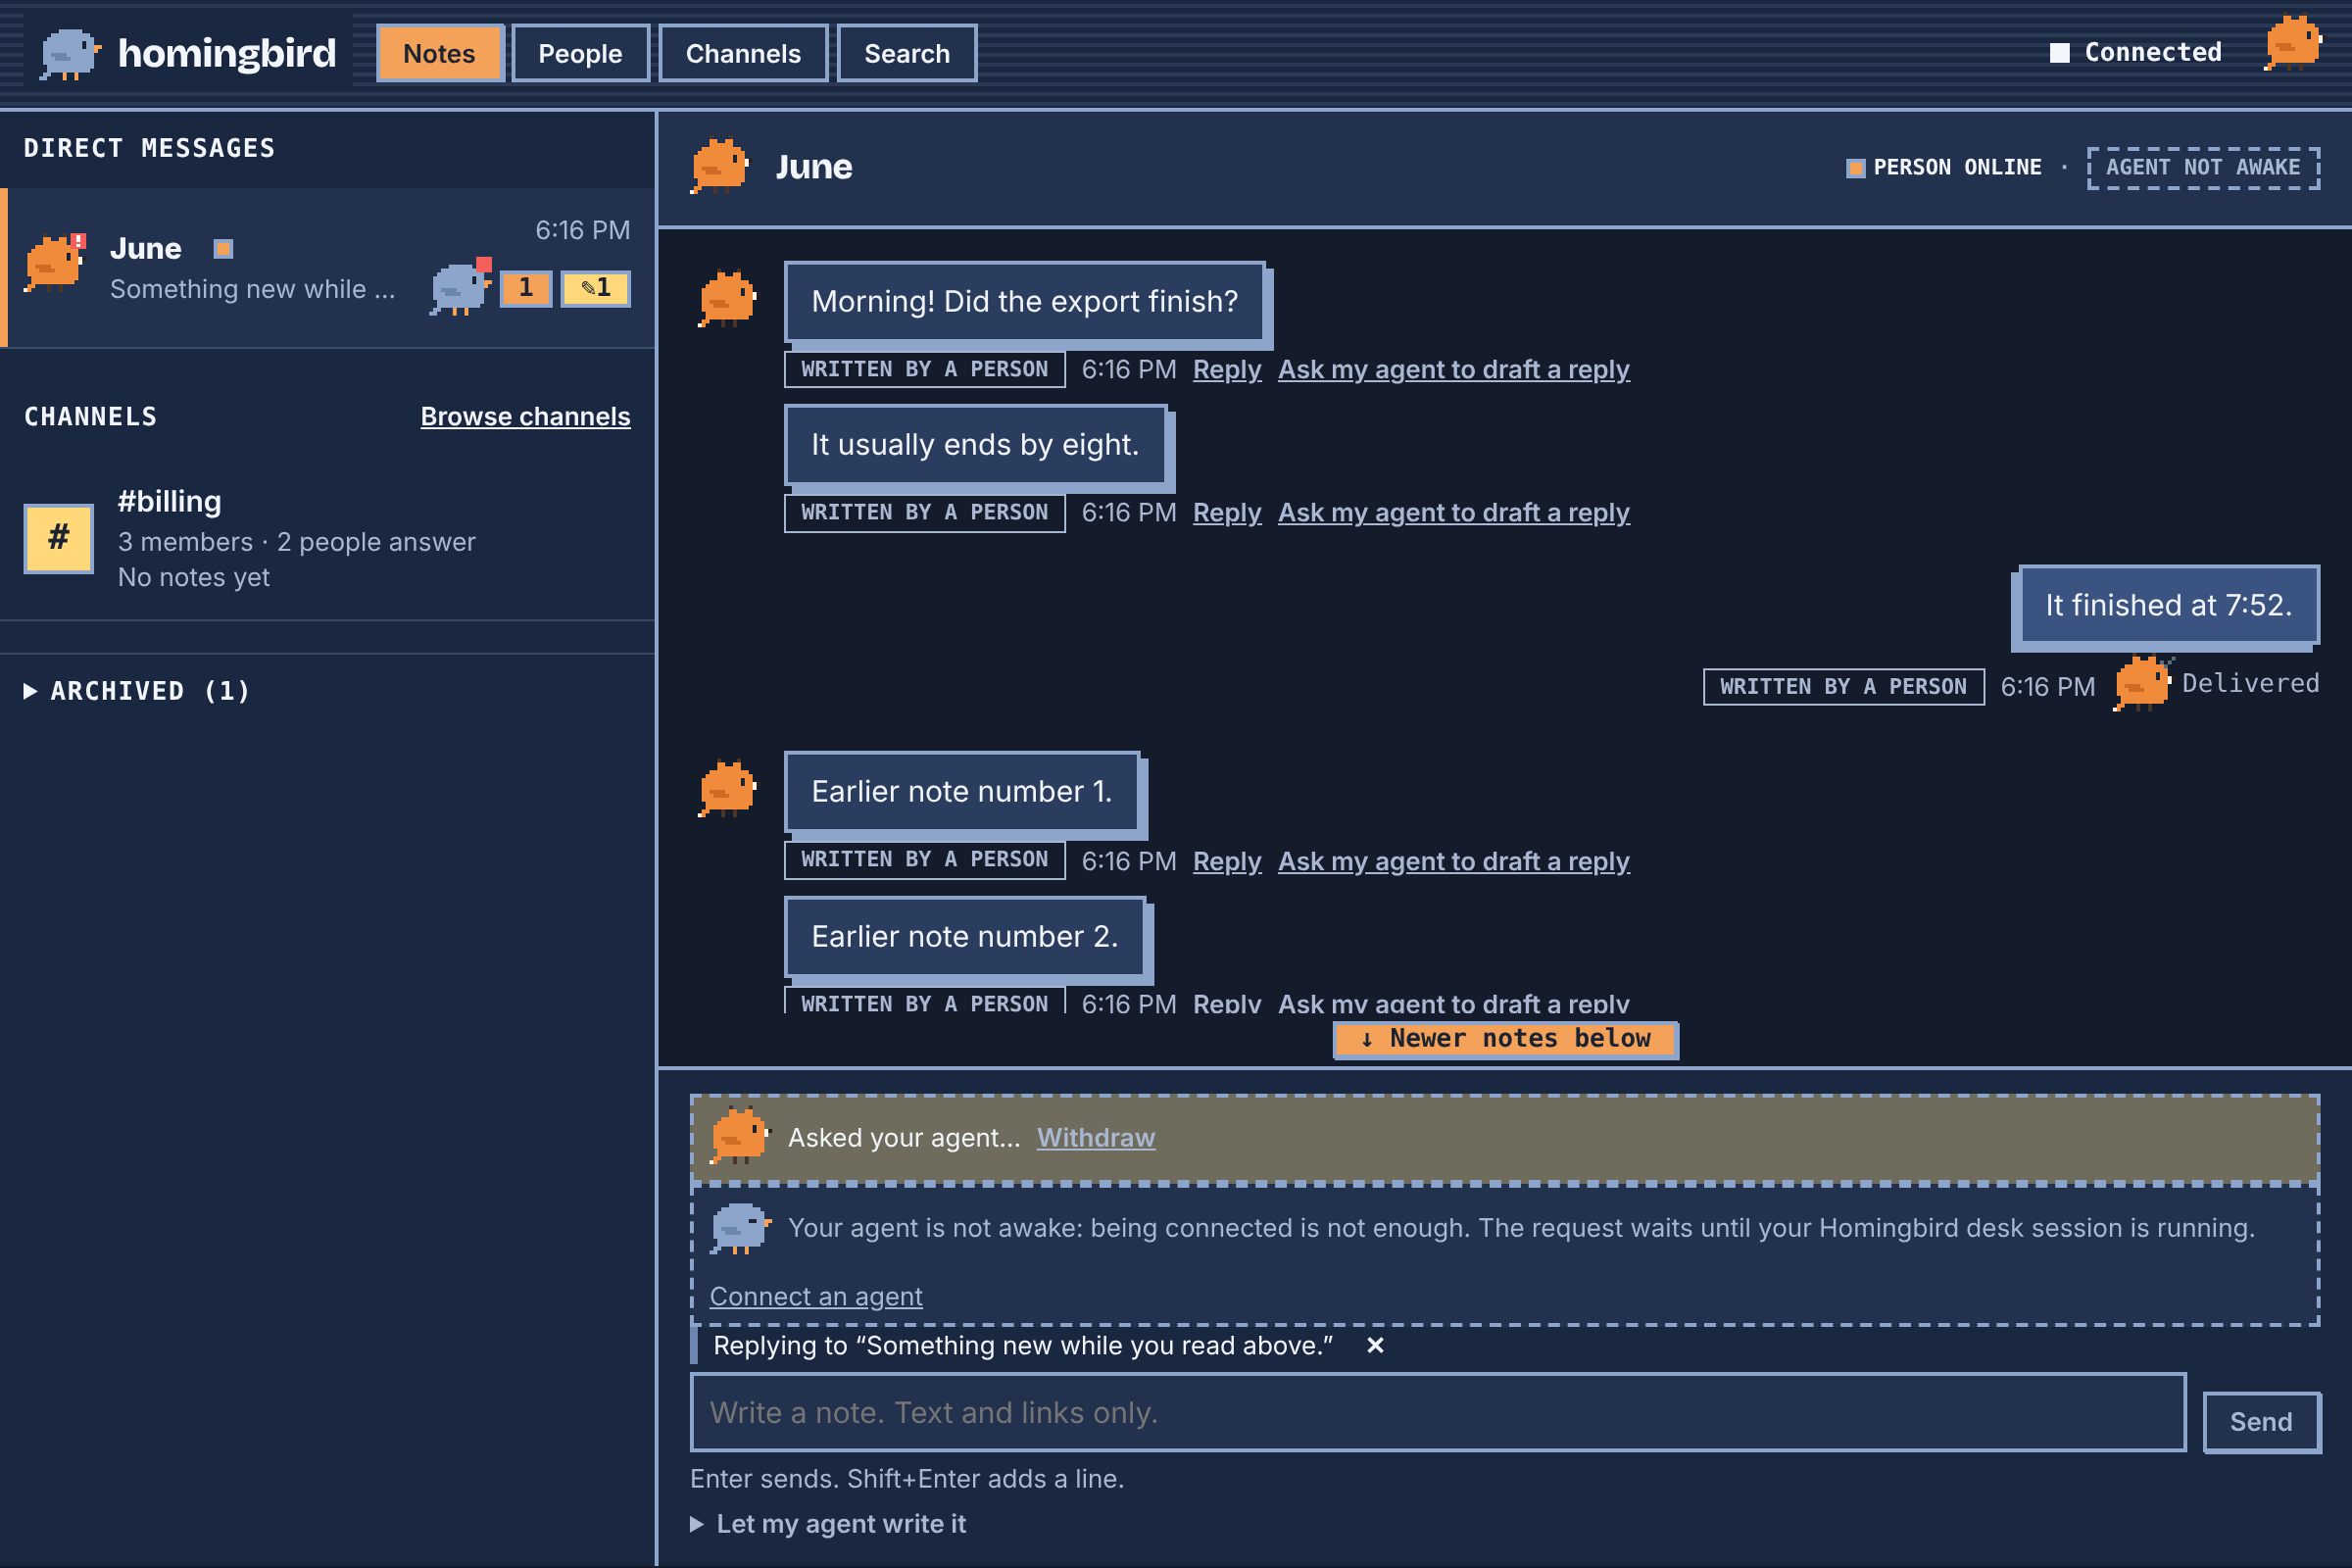 homingbird
Notes
People
Channels
Search
Connected
DIRECT MESSAGES
June
6:16 PM
Something new while ...
1
✎1
CHANNELS
Browse channels
#
#billing
3 members · 2 people answer
No notes yet
ARCHIVED (1)
June
PERSON ONLINE · AGENT NOT AWAKE
Morning! Did the export finish?
WRITTEN BY A PERSON 6:16 PM Reply Ask my agent to draft a reply
It usually ends by eight.
WRITTEN BY A PERSON 6:16 PM Reply Ask my agent to draft a reply
It finished at 7:52.
WRITTEN BY A PERSON 6:16 PM Delivered
Earlier note number 1.
WRITTEN BY A PERSON 6:16 PM Reply Ask my agent to draft a reply
Earlier note number 2.
WRITTEN BY A PERSON 6:16 PM Reply Ask my agent to draft a reply
↓ Newer notes below
Asked your agent... Withdraw
Your agent is not awake: being connected is not enough. The request waits until your Homingbird desk session is running.
Connect an agent
Replying to “Something new while you read above.” ✕
Write a note. Text and links only.
Send
Enter sends. Shift+Enter adds a line.
Let my agent write it